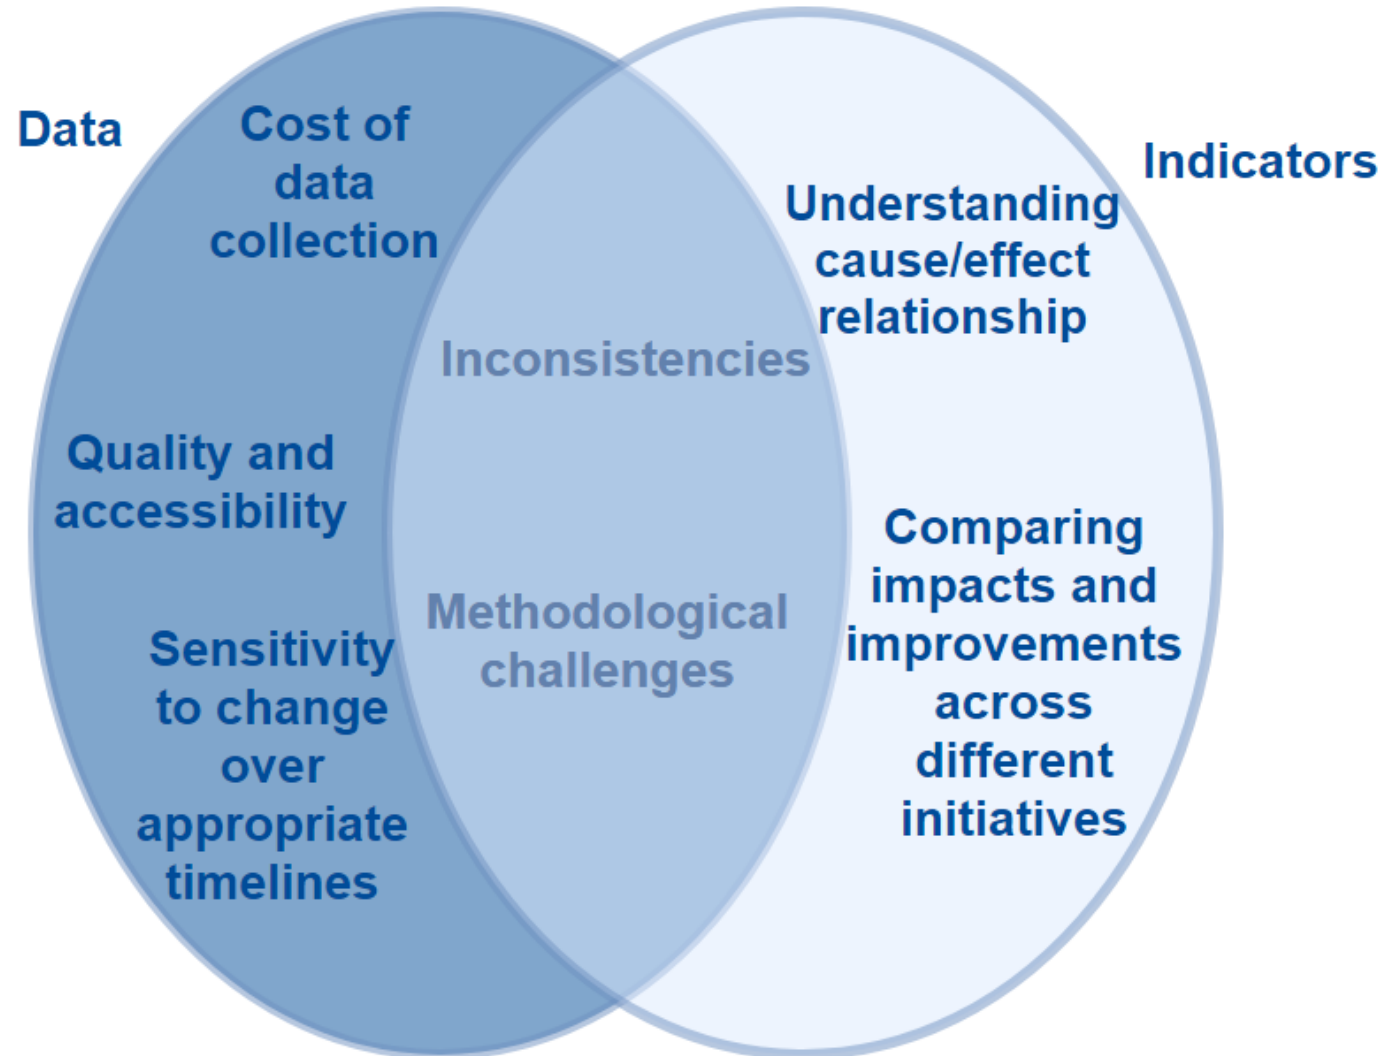 Data
Cost of
data
collection
Quality and
accessibility
Sensitivity
to change
over
appropriate
timelines
Inconsistencies
Methodological
challenges
Indicators
Understanding
cause/effect
relationship
Comparing
impacts and
improvements
across
different
initiatives